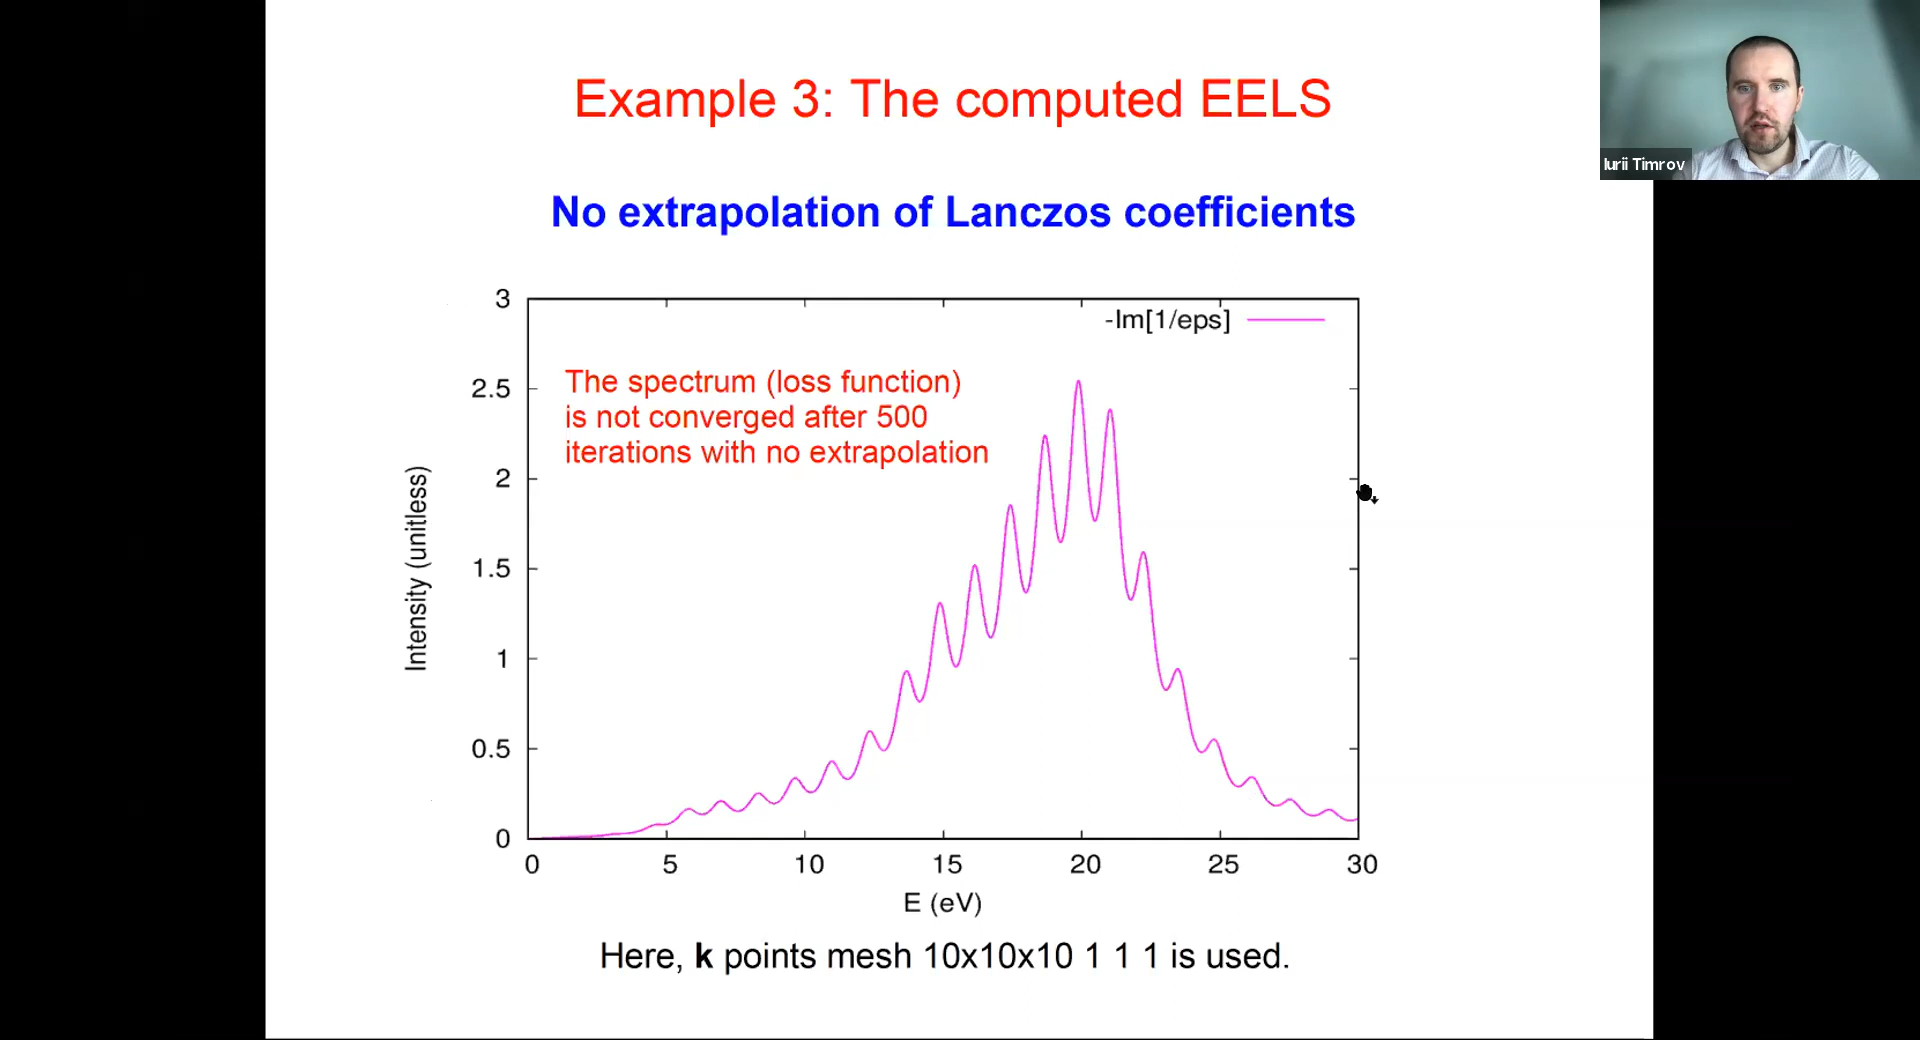 Example 3: The computed EELS
Iurii Timrov
No extrapolation of Lanczos coefficients
-Im[1/eps]
The spectrum (loss function)
is not converged after 500
iterations with no extrapolation
3
2.5
2
1.5
1
0.5
0
Intensity (unitless)
0 5 10 15 20 25 30
E (eV)
Here, k points mesh 10x10x10 1 1 1 is used.